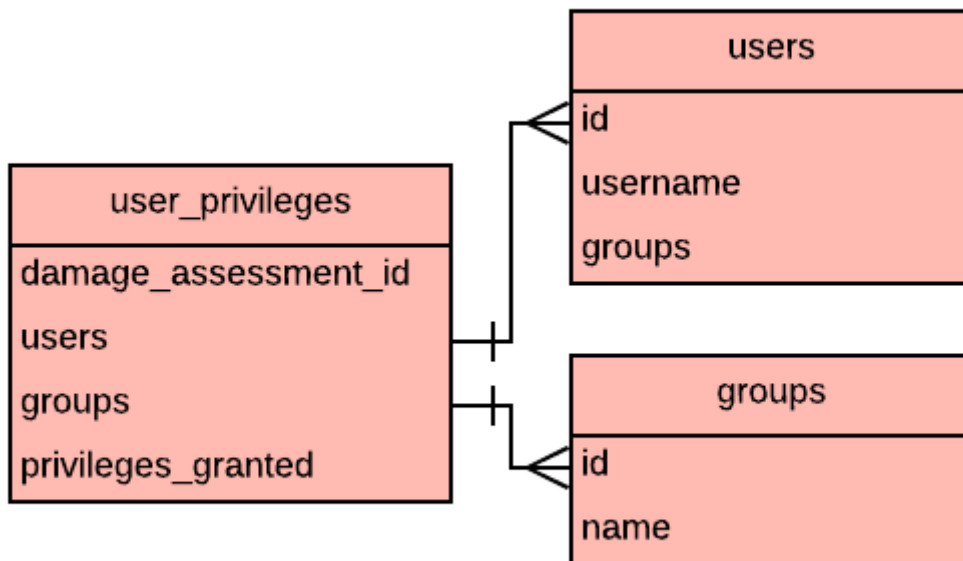 users
id
username
groups
user_privileges
damage_assessment_id
users
groups
privileges_granted
groups
id
name